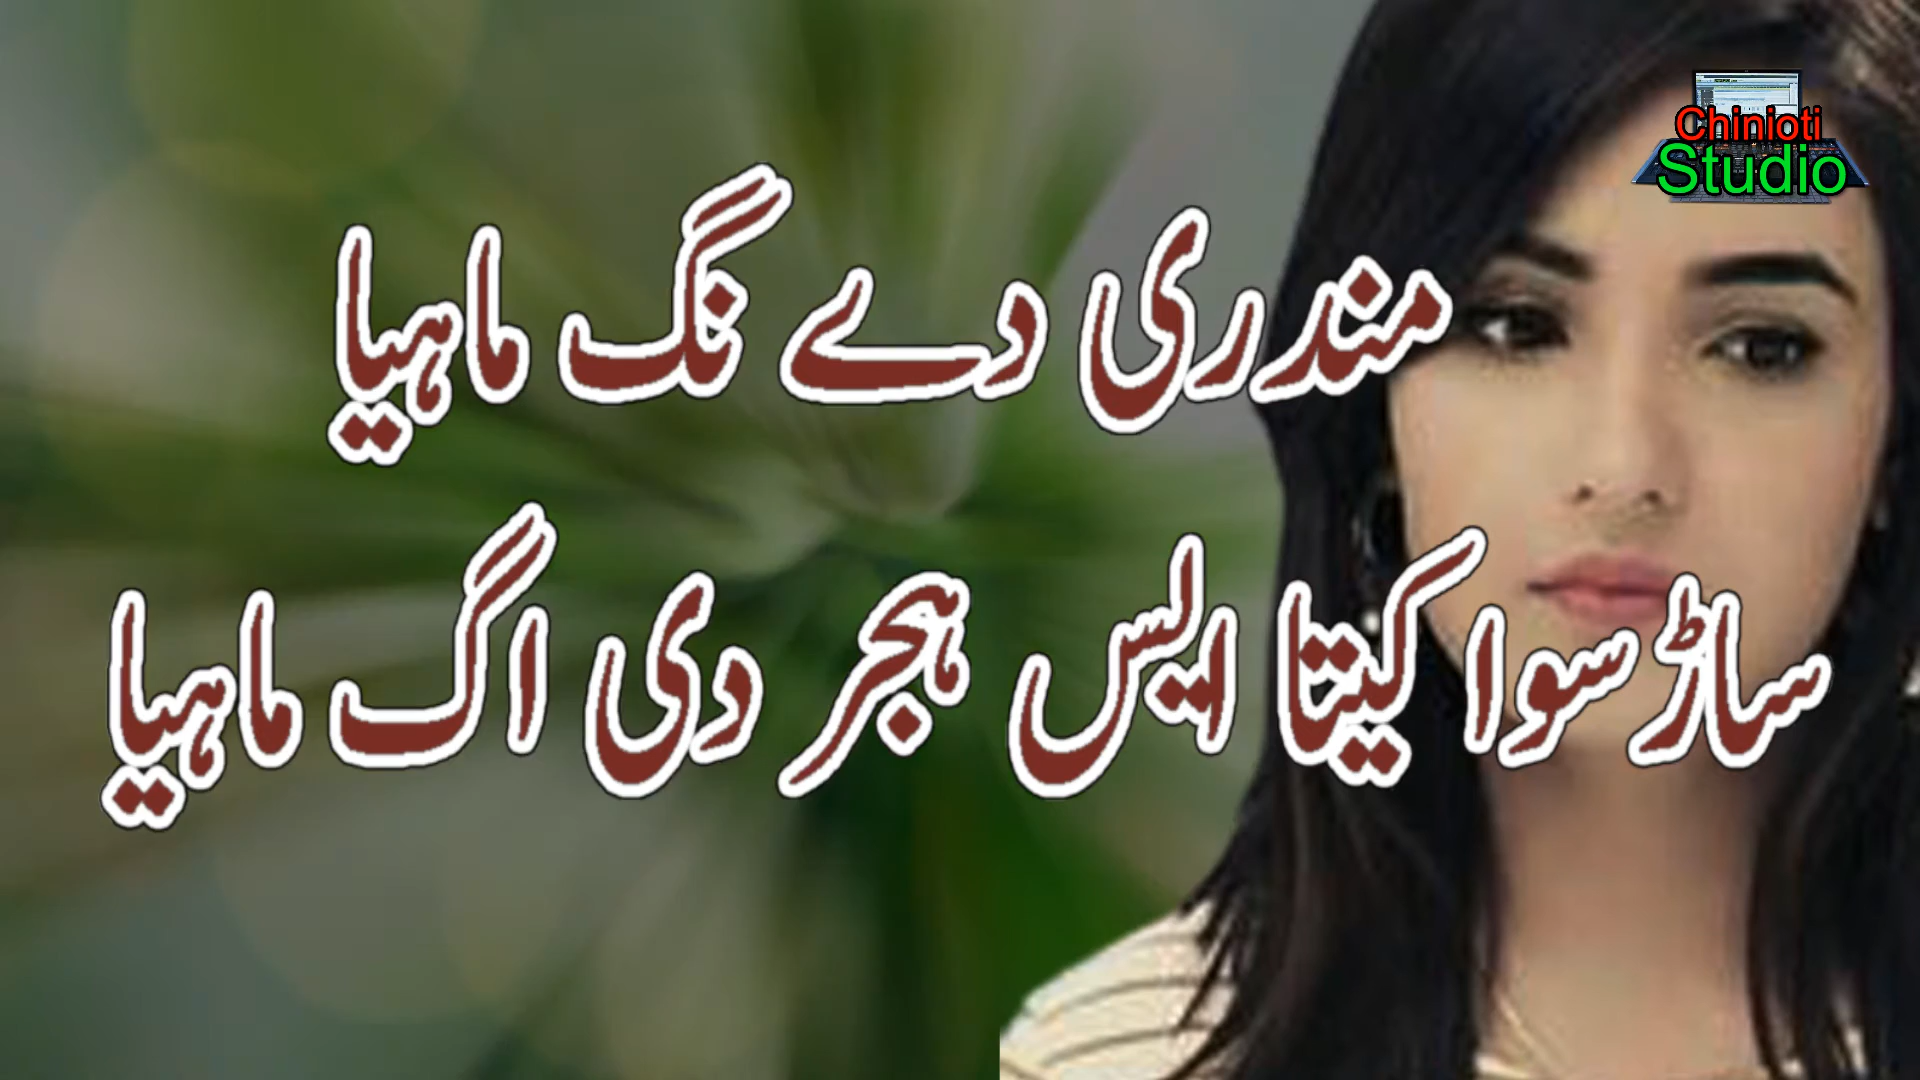 Chinioti
Studio
مندری دے نگ ماہیا
ساڑ سوا کیتا ایس ہجر دی اگ ماہیا